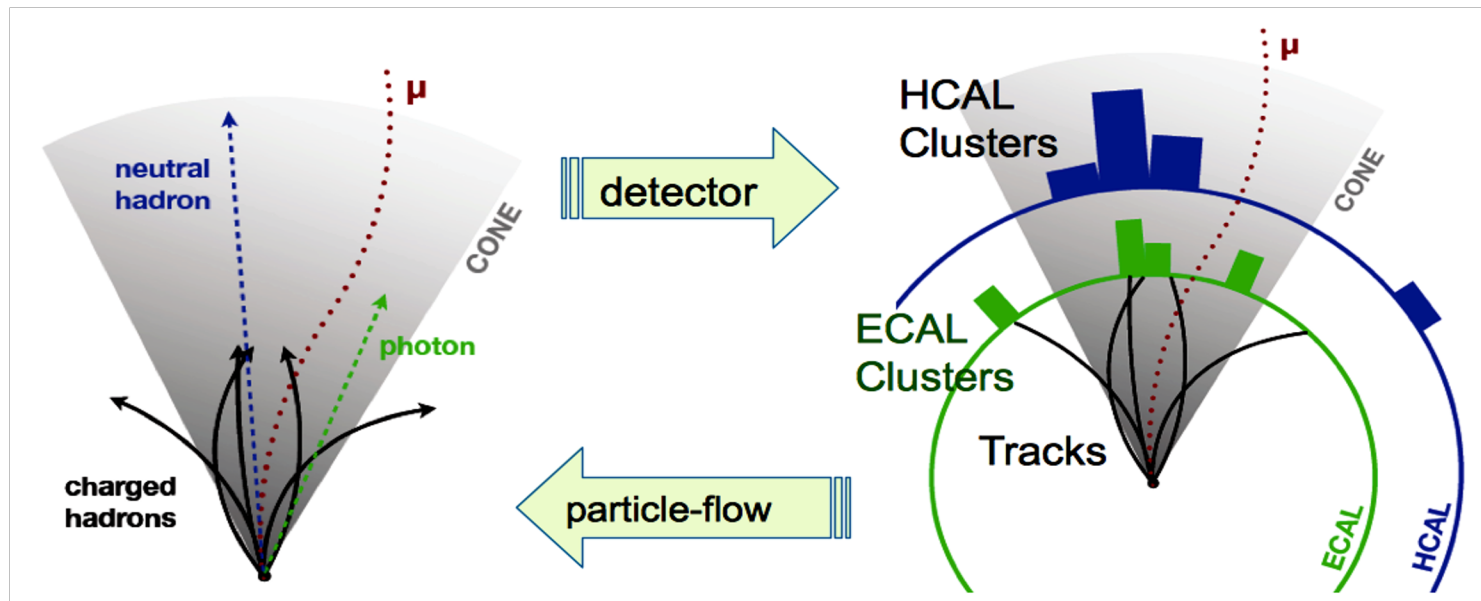 μ
neutral
hadron
CONE
photon
charged
hadrons
detector
particle-flow
μ
HCAL
Clusters
CONE
ECAL
Clusters
Tracks
ECAL
HCAL